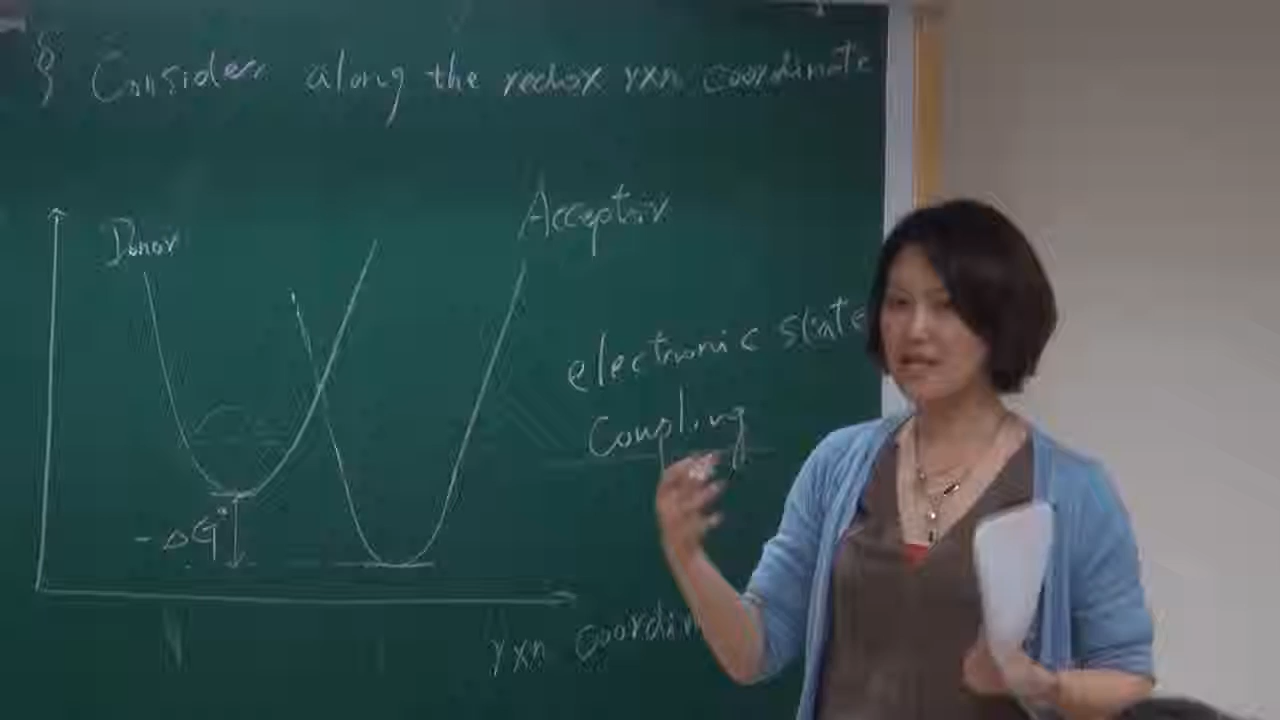 § Consider along the redox rxn coordinate
Donor
Acceptor
electronic state
coupling
-ΔG°
rxn coordin